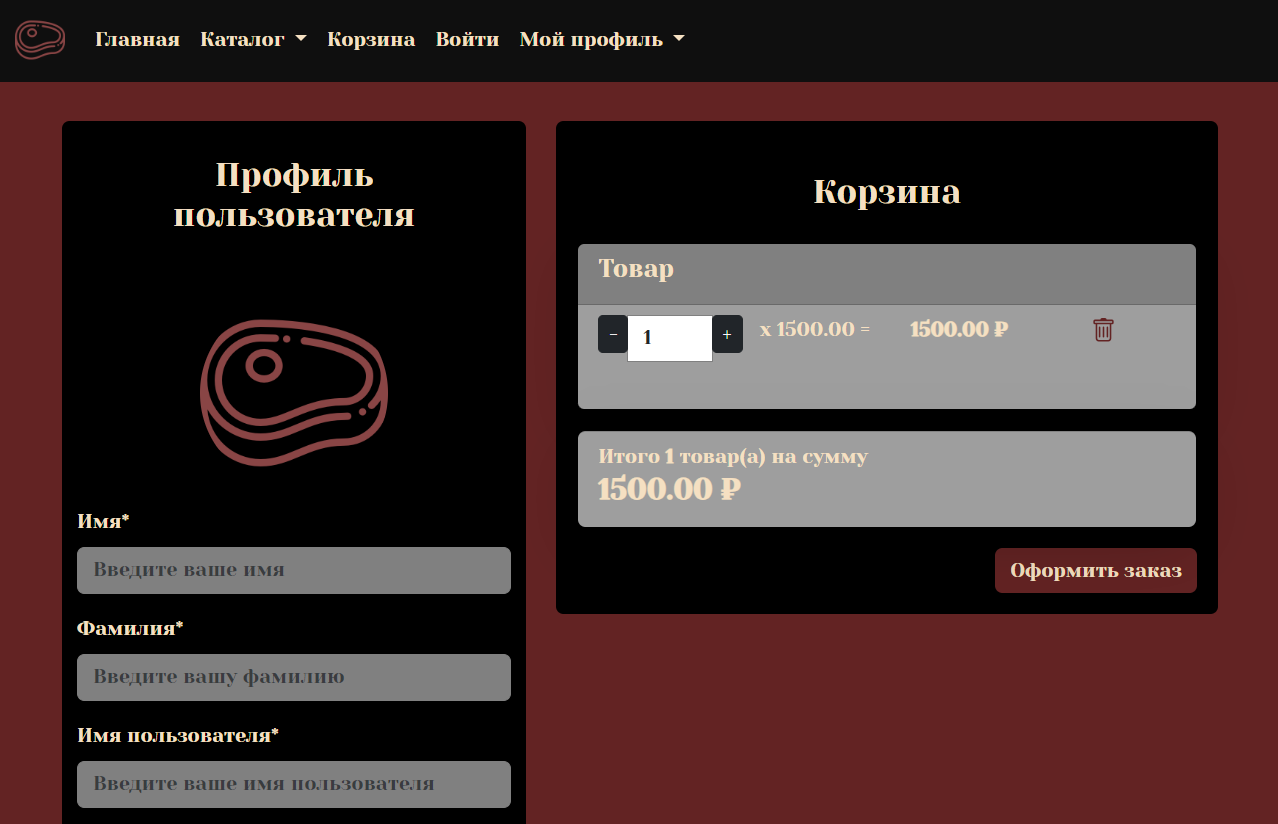 Главная Каталог Корзина Войти Мой профиль
Профиль
пользователя
Имя*
Введите ваше имя
Фамилия*
Введите вашу фамилию
Имя пользователя*
Введите ваше имя пользователя
Корзина
Товар
- 1 + x 1500.00 = 1500.00 ₽
Итого 1 товар(а) на сумму
1500.00 ₽
Оформить заказ